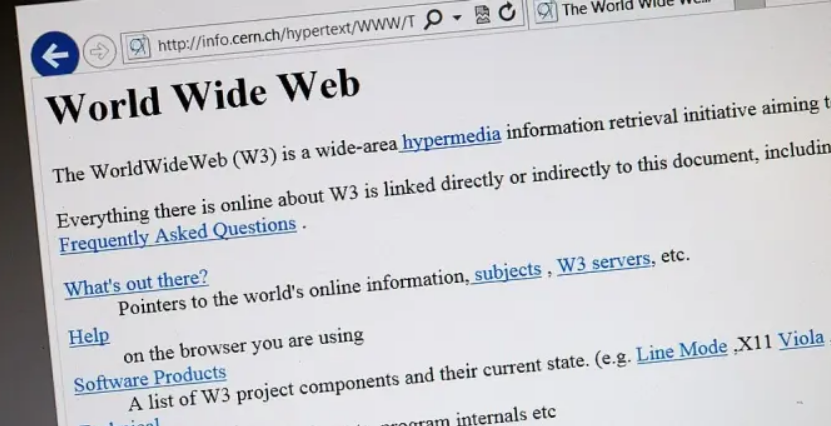 http://info.cern.ch/hypertext/WWW/T
The World Wide We...
World Wide Web
The WorldWideWeb (W3) is a wide-area hypermedia information retrieval initiative aiming t
Everything there is online about W3 is linked directly or indirectly to this document, includin
Frequently Asked Questions .
What's out there?
Pointers to the world's online information, subjects , W3 servers, etc.
Help
on the browser you are using
Software Products
A list of W3 project components and their current state. (e.g. Line Mode ,X11 Viola
Technical
program internals etc